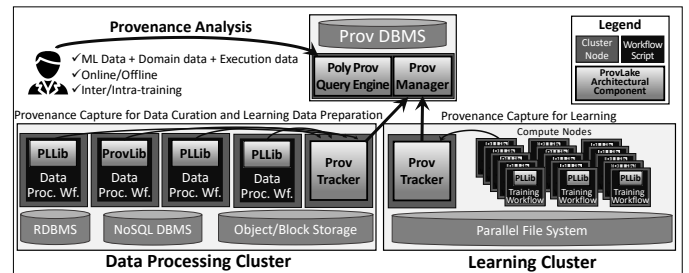 Provenance Analysis
✓ML Data + Domain data + Execution data
✓Online/Offline
✓Inter/Intra-training
Prov DBMS
Poly Prov
Query Engine
Prov
Manager
Legend
Cluster
Node
Workflow
Script
ProvLake
Architectural
Component
Provenance Capture for Data Curation and Learning Data Preparation
PLLib
Data
Proc. Wf.
ProvLib
Data
Proc. Wf.
PLLib
Data
Proc. Wf.
PLLib
Data
Proc. Wf.
Prov
Tracker
RDBMS
NoSQL DBMS
Object/Block Storage
Data Processing Cluster
Provenance Capture for Learning
Compute Nodes
Prov
Tracker
PLLib
Training
Workflow
PLLib
Training
Workflow
PLLib
Training
Workflow
Parallel File System
Learning Cluster